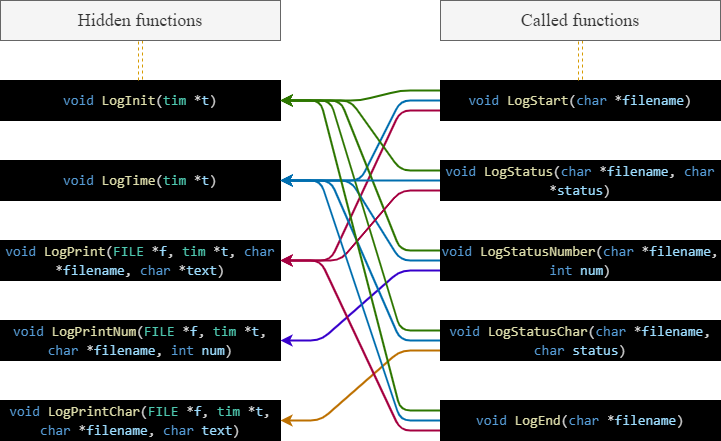 Hidden functions
Called functions
void LogInit(tim *t)
void LogStart(char *filename)
void LogTime(tim *t)
void LogStatus(char *filename, char
*status)
void LogPrint(FILE *f, tim *t, char
*filename, char *text)
void LogStatusNumber(char *filename,
int num)
void LogPrintNum(FILE *f, tim *t,
char *filename, int num)
void LogStatusChar(char *filename,
char status)
void LogPrintChar(FILE *f, tim *t,
char *filename, char text)
void LogEnd(char *filename)